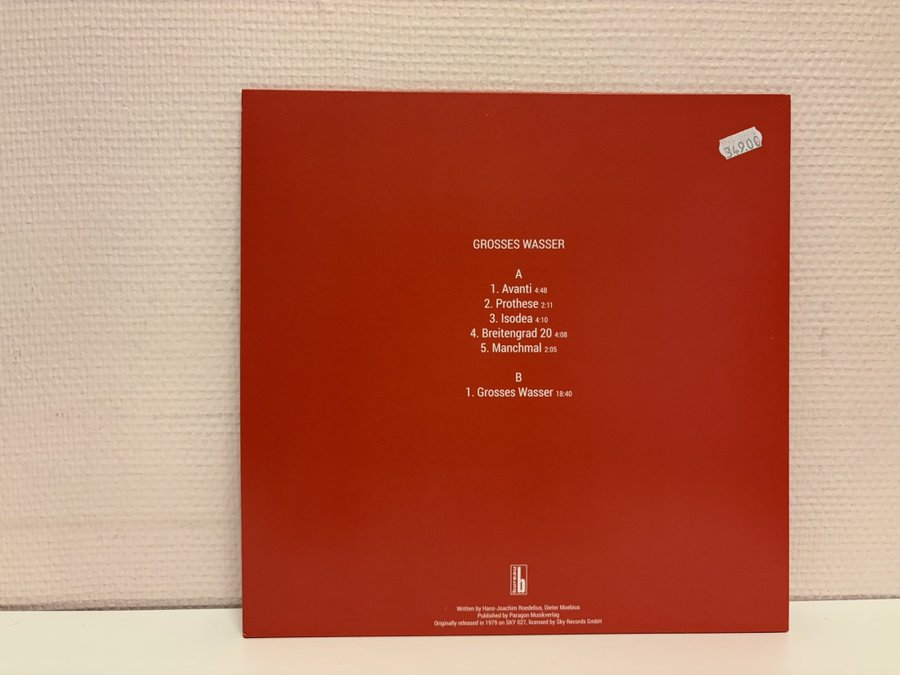 349.00
GROSSES WASSER
A
1. Avanti 4:48
2. Prothese 2:11
3. Isodea 4:10
4. Breitengrad 20 4:08
5. Manchmal 2:05
B
1. Grosses Wasser 18:40
bureau b
Written by Hans-Joachim Roedelius, Dieter Moebius
Published by Paragon Musikverlag
Originally released in 1979 on SKY 027, licensed by Sky Records GmbH